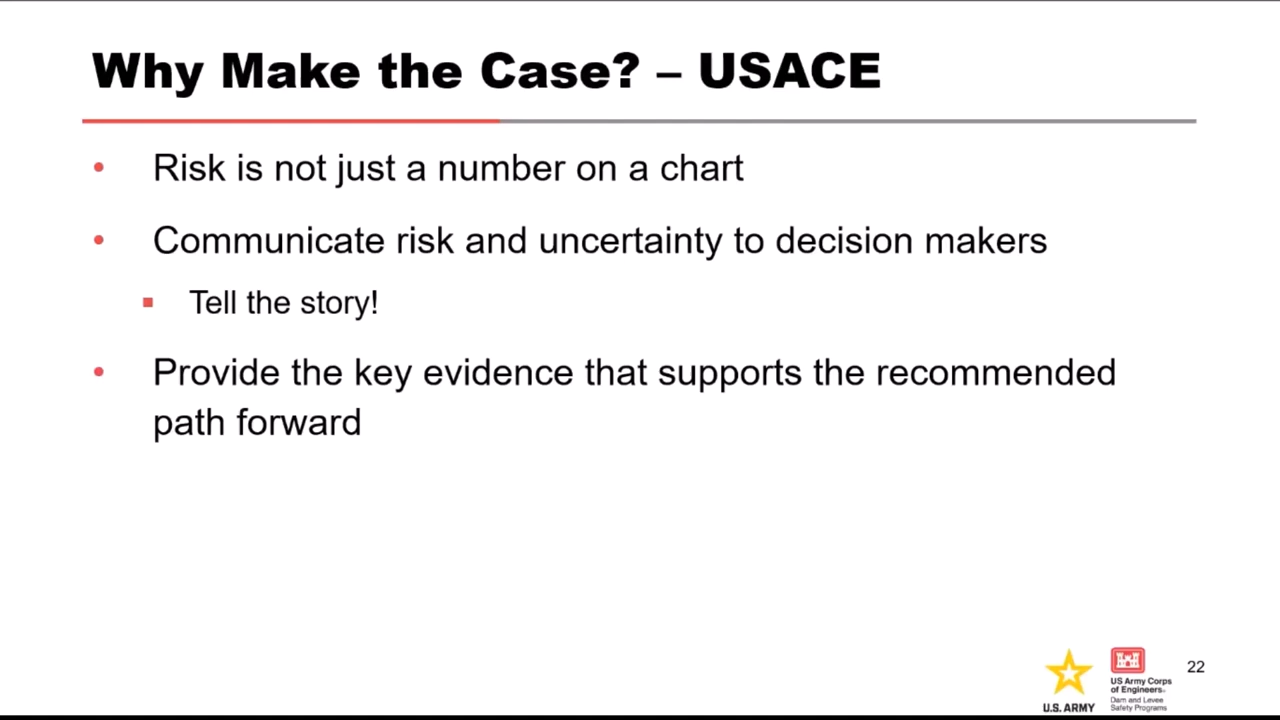 Why Make the Case? – USACE
• Risk is not just a number on a chart
• Communicate risk and uncertainty to decision makers
▪ Tell the story!
• Provide the key evidence that supports the recommended
path forward
U.S. ARMY
US Army Corps
of Engineers®
Dam and Levee
Safety Programs
22